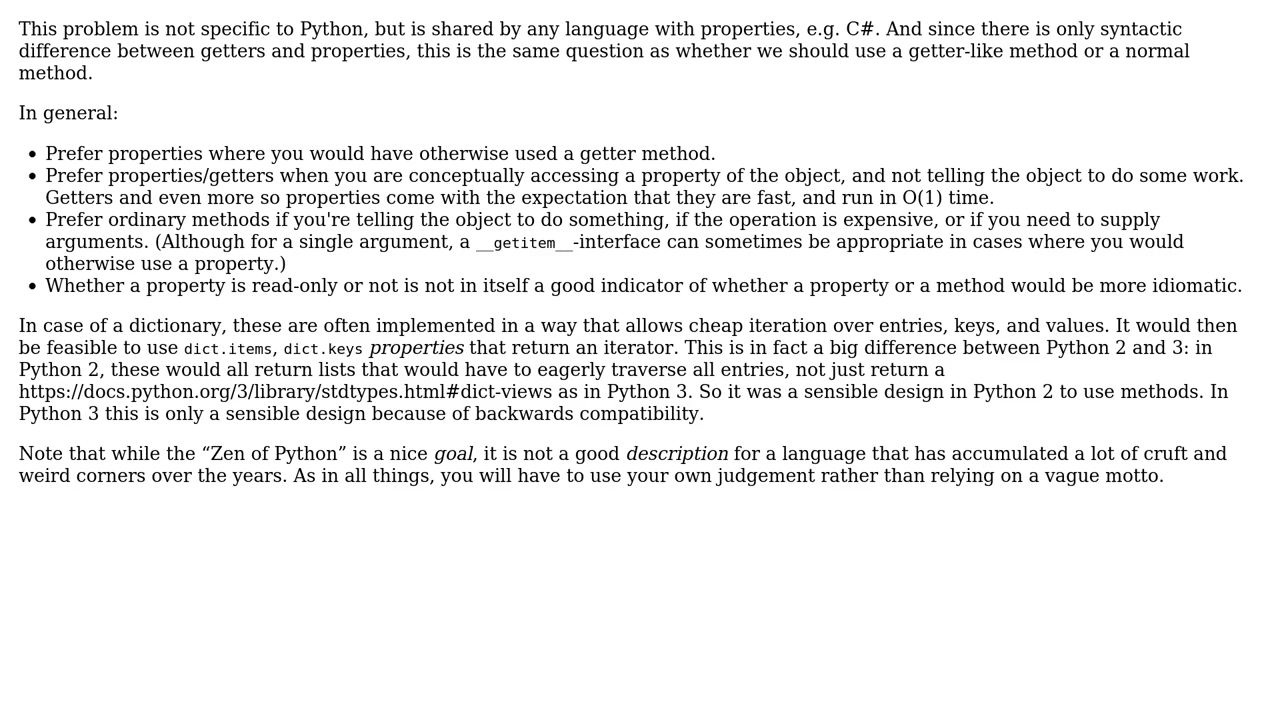 This problem is not specific to Python, but is shared by any language with properties, e.g. C#. And since there is only syntactic
difference between getters and properties, this is the same question as whether we should use a getter-like method or a normal
method.
In general:
• Prefer properties where you would have otherwise used a getter method.
• Prefer properties/getters when you are conceptually accessing a property of the object, and not telling the object to do some work.
Getters and even more so properties come with the expectation that they are fast, and run in O(1) time.
• Prefer ordinary methods if you're telling the object to do something, if the operation is expensive, or if you need to supply
arguments. (Although for a single argument, a __getitem__-interface can sometimes be appropriate in cases where you would
otherwise use a property.)
• Whether a property is read-only or not is not in itself a good indicator of whether a property or a method would be more idiomatic.
In case of a dictionary, these are often implemented in a way that allows cheap iteration over entries, keys, and values. It would then
be feasible to use dict.items, dict.keys properties that return an iterator. This is in fact a big difference between Python 2 and 3: in
Python 2, these would all return lists that would have to eagerly traverse all entries, not just return a
https://docs.python.org/3/library/stdtypes.html#dict-views as in Python 3. So it was a sensible design in Python 2 to use methods. In
Python 3 this is only a sensible design because of backwards compatibility.
Note that while the “Zen of Python” is a nice goal, it is not a good description for a language that has accumulated a lot of cruft and
weird corners over the years. As in all things, you will have to use your own judgement rather than relying on a vague motto.